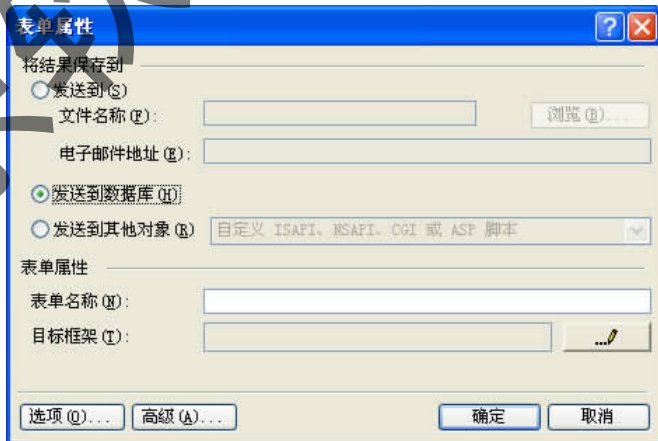 表单属性
将结果保存到
发送到(S)
文件名称(F):
浏览(B)...
电子邮件地址(E):
发送到数据库(H)
发送到其他对象(R) 自定义 ISAPI、NSAPI、CGI 或 ASP 脚本
表单属性
表单名称(N):
目标框架(T):
选项(O)... 高级(A)... 确定 取消